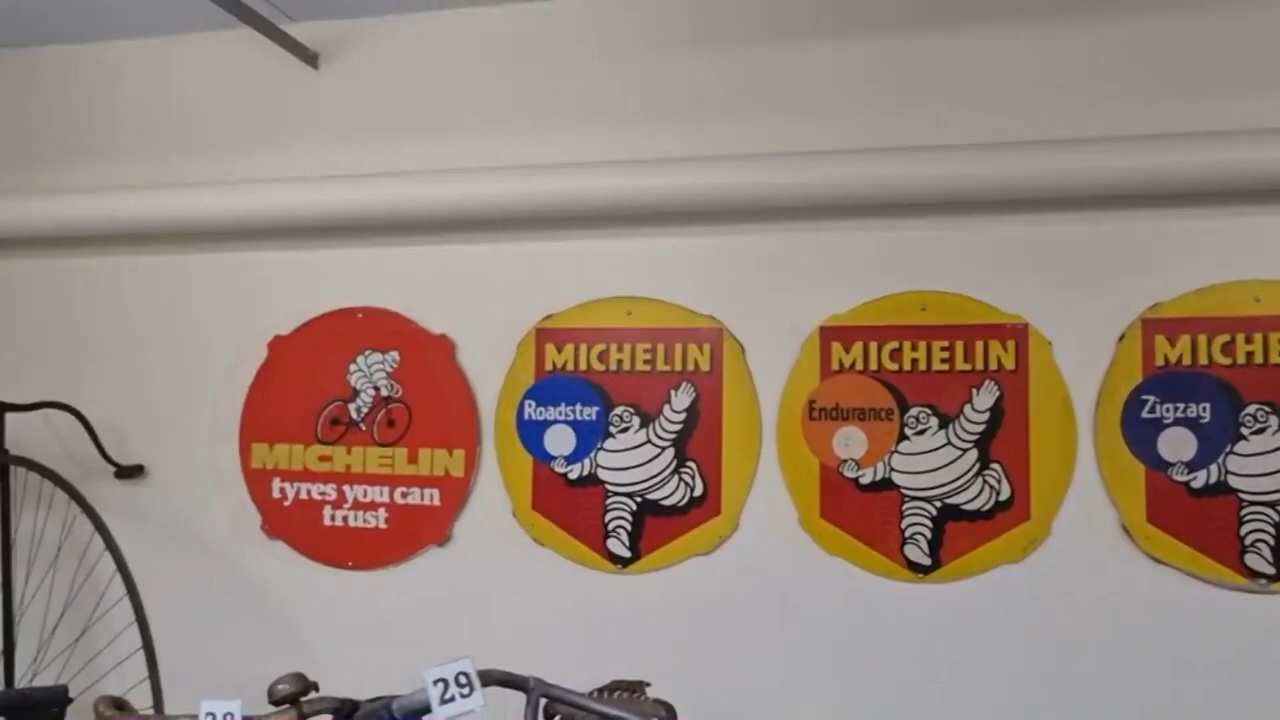 MICHELIN
tyres you can
trust
MICHELIN
Roadster
MICHELIN
Endurance
MICHE
Zigzag
29